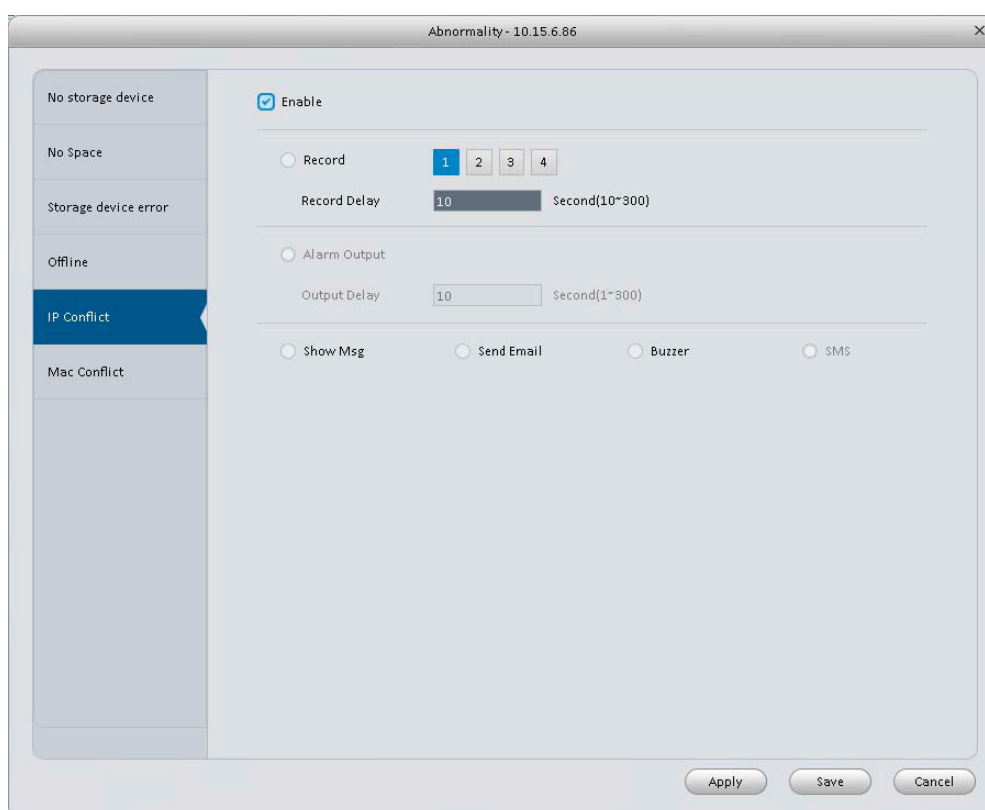 Abnormality - 10.15.6.86
No storage device
No Space
Storage device error
Offline
IP Conflict
Mac Conflict
Enable
Record 1 2 3 4
Record Delay 10 Second(10~300)
Alarm Output
Output Delay 10 Second(1~300)
Show Msg Send Email Buzzer SMS
Apply Save Cancel